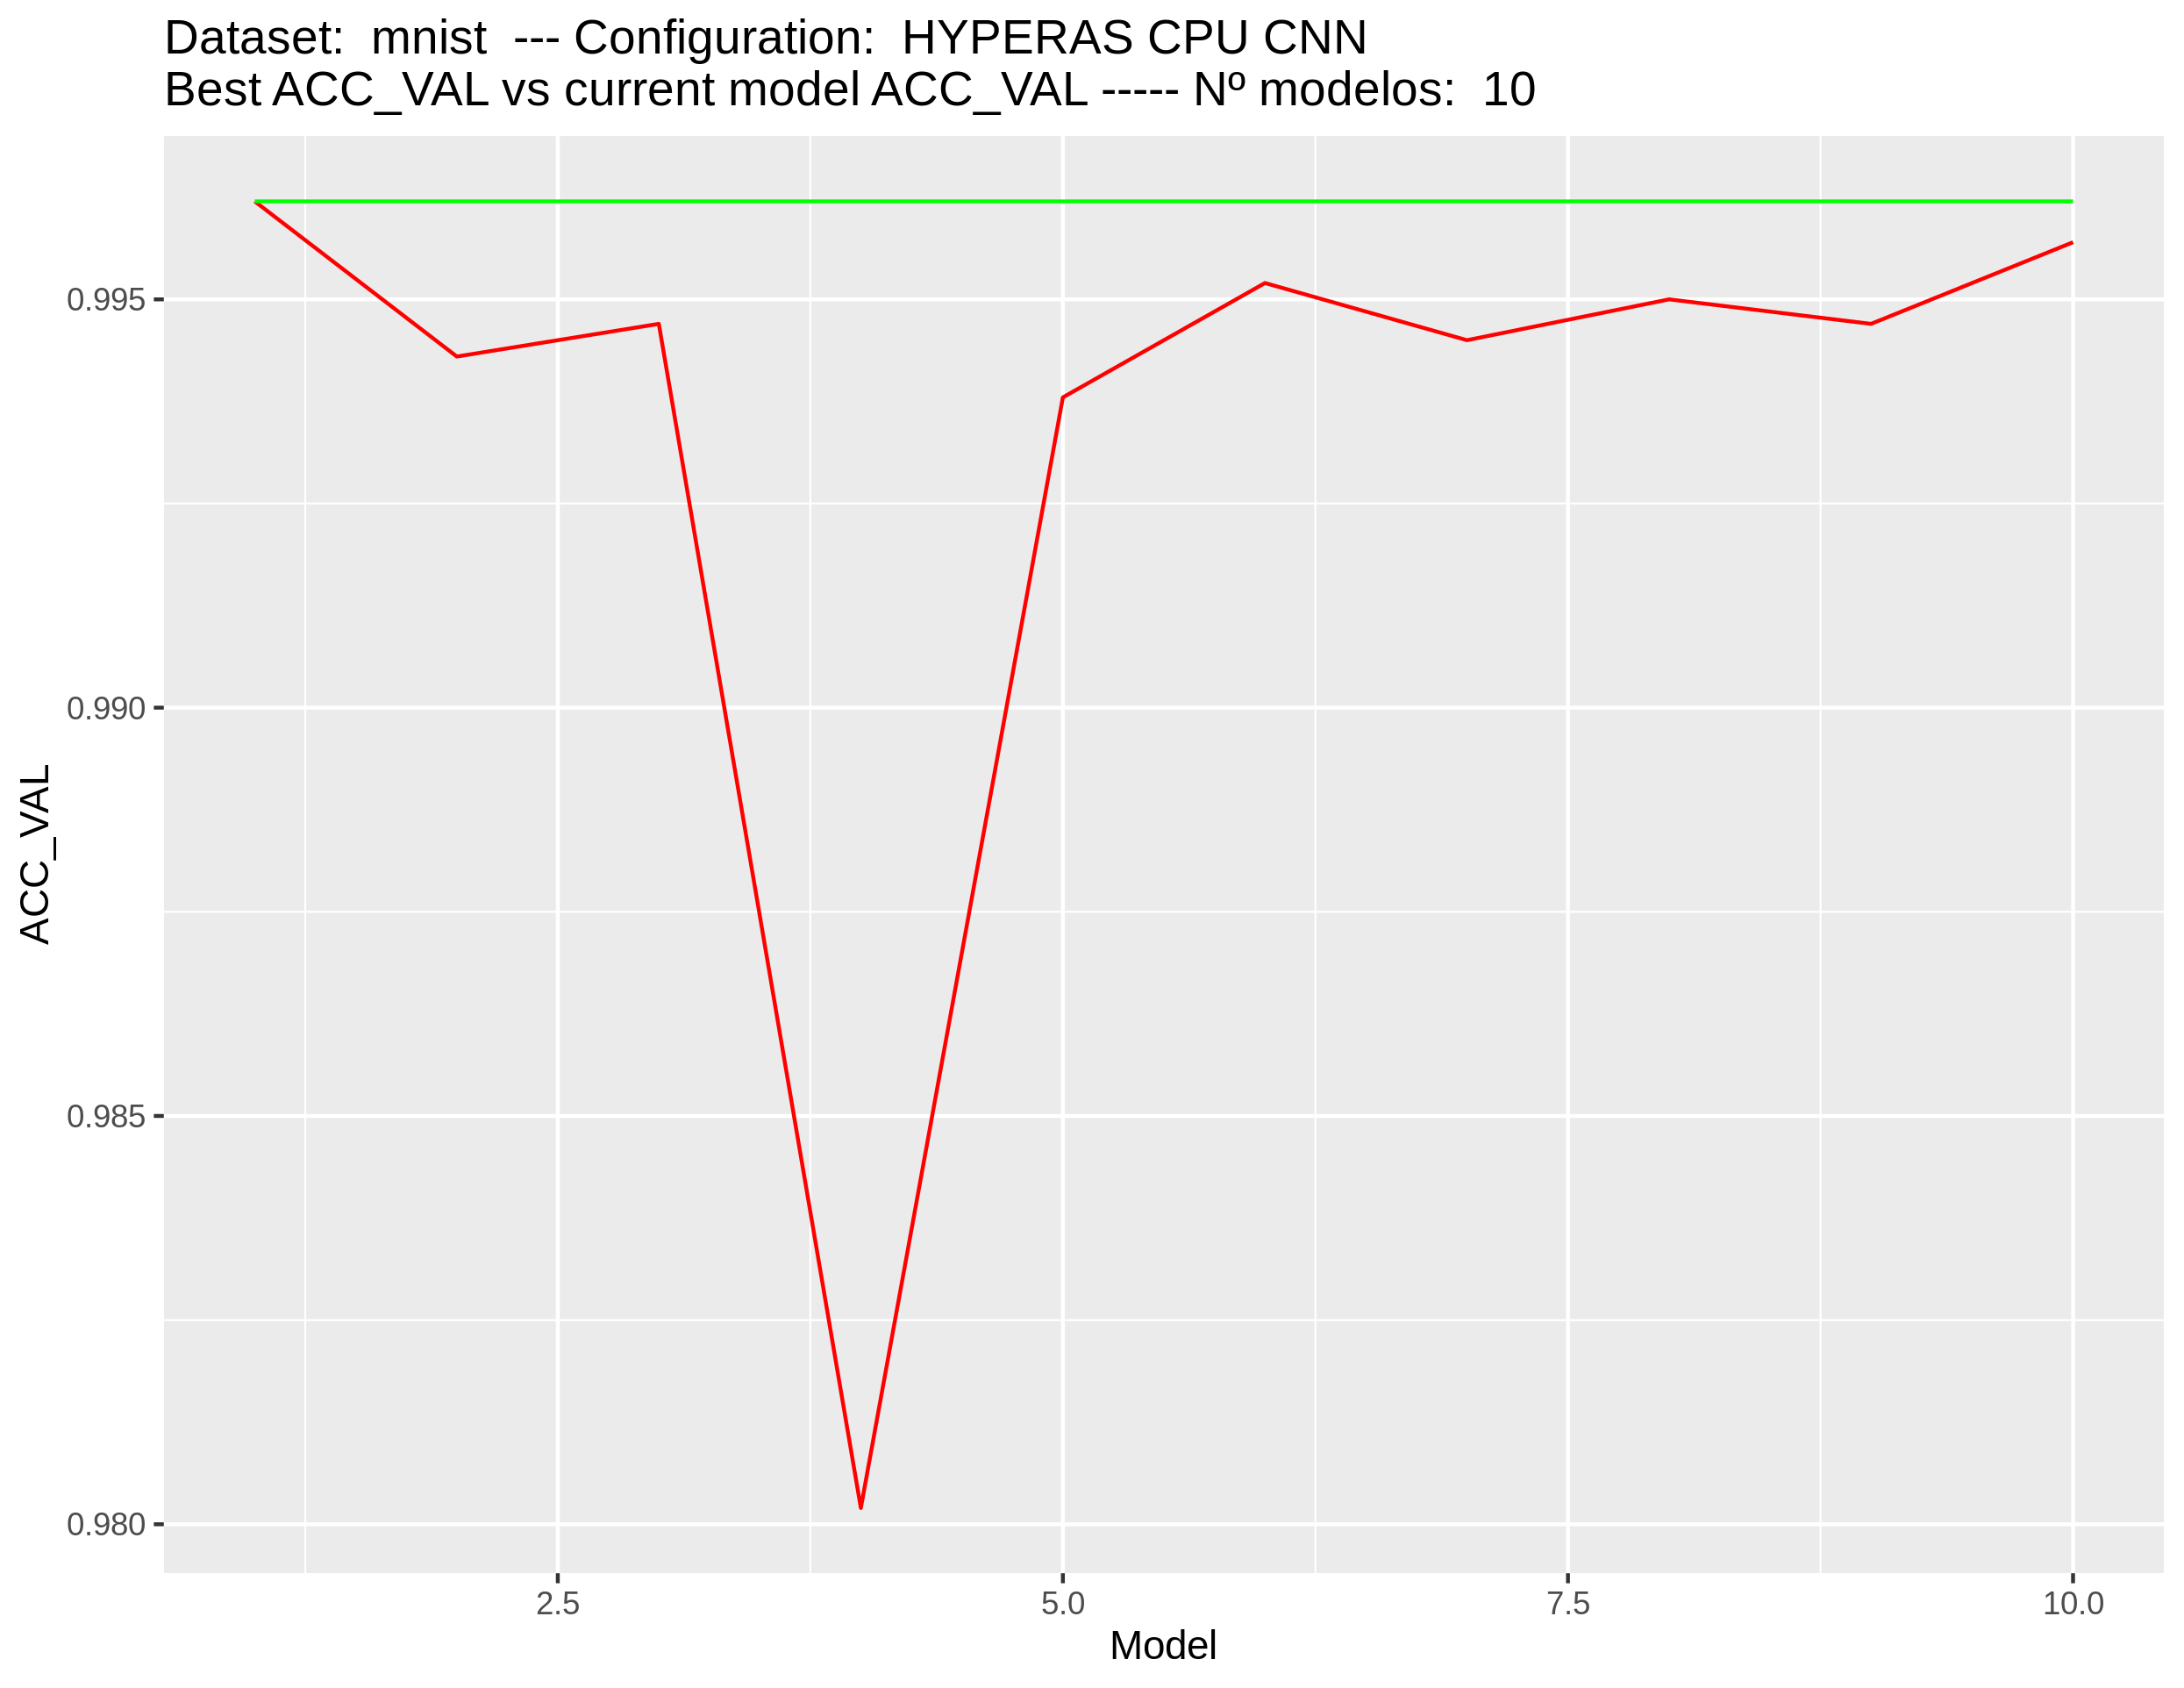 Dataset:  mnist  --- Configuration:  HYPERAS CPU CNN
Best ACC_VAL vs current model ACC_VAL ----- Nº modelos:  10
ACC_VAL
0.995
0.990
0.985
0.980
2.5 5.0 7.5 10.0
Model